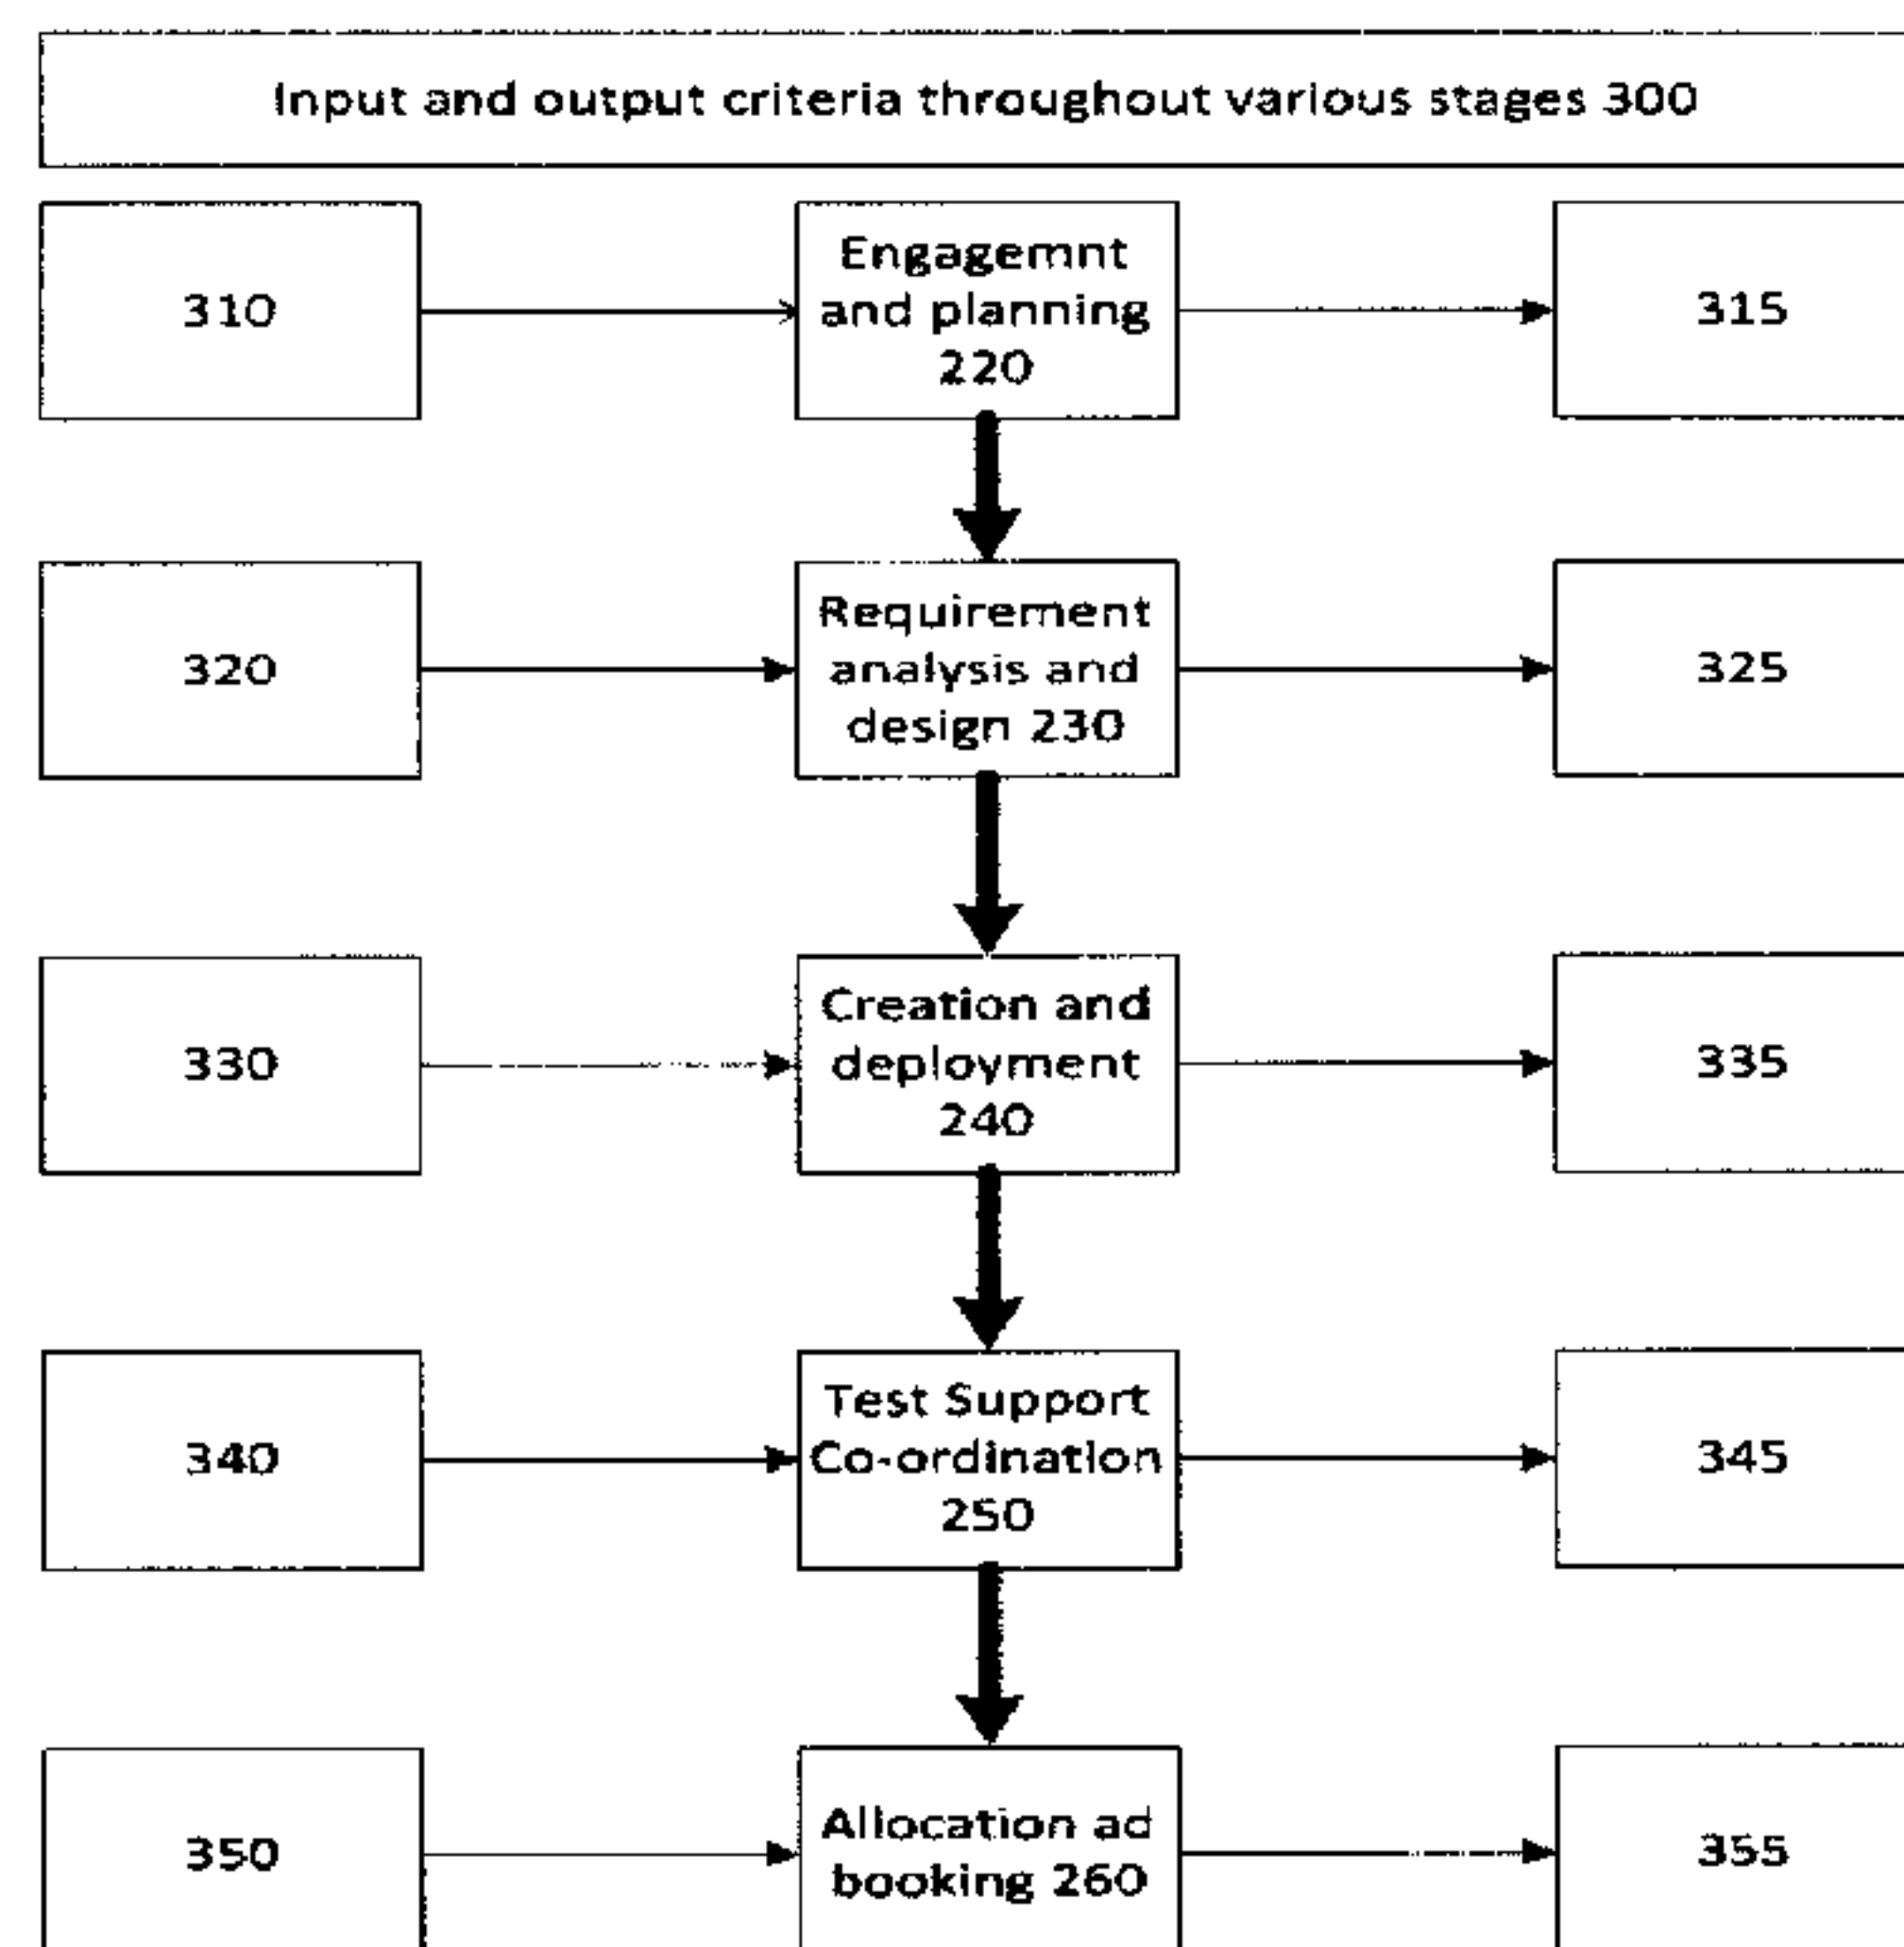 Input and output criteria throughout various stages 300
310
Engagemnt
and planning
220
315
320
Requirement
analysis and
design 230
325
330
Creation and
deployment
240
335
340
Test Support
Co-ordination
250
345
350
Allocation ad
booking 260
355